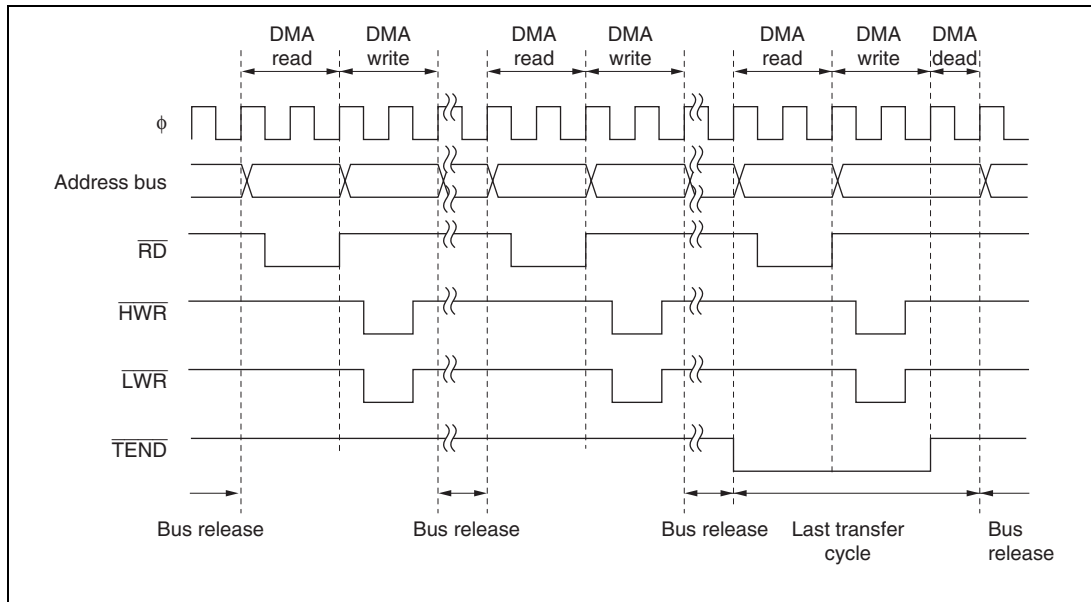 DMA read
DMA write
DMA read
DMA write
DMA read
DMA write
DMA dead
ϕ
Address bus
RD
HWR
LWR
TEND
Bus release
Bus release
Bus release
Last transfer
cycle
Bus
release